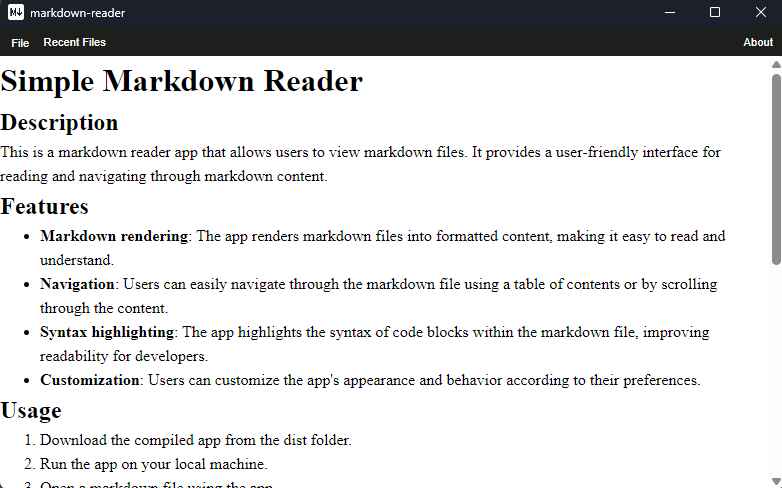 M↓ markdown-reader
File Recent Files About
Simple Markdown Reader
Description
This is a markdown reader app that allows users to view markdown files. It provides a user-friendly interface for
reading and navigating through markdown content.
Features
• Markdown rendering: The app renders markdown files into formatted content, making it easy to read and
understand.
• Navigation: Users can easily navigate through the markdown file using a table of contents or by scrolling
through the content.
• Syntax highlighting: The app highlights the syntax of code blocks within the markdown file, improving
readability for developers.
• Customization: Users can customize the app's appearance and behavior according to their preferences.
Usage
1. Download the compiled app from the dist folder.
2. Run the app on your local machine.
3. Open a markdown file using the app.